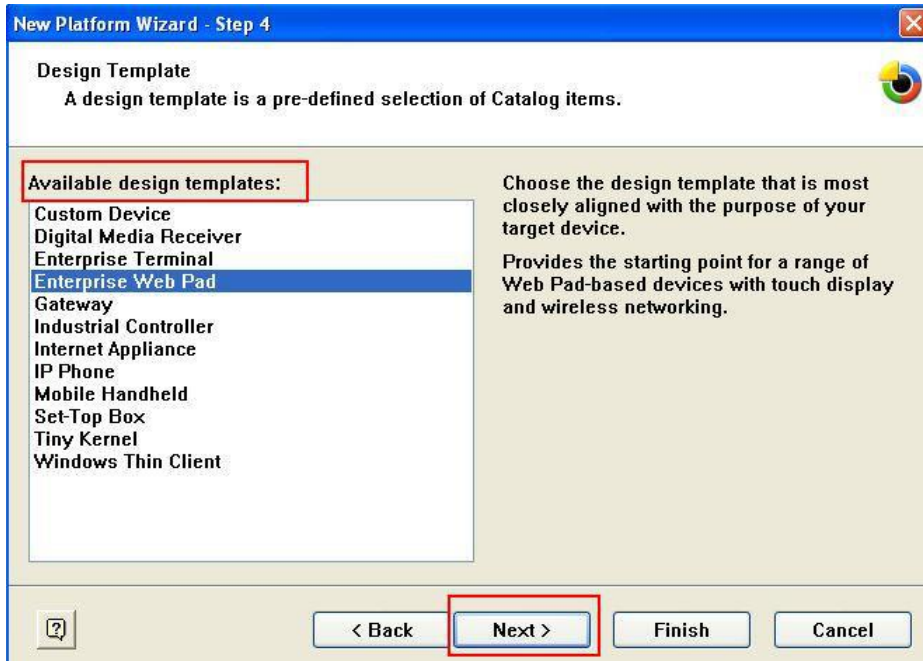 New Platform Wizard - Step 4
Design Template
A design template is a pre-defined selection of Catalog items.
Available design templates:
Custom Device
Digital Media Receiver
Enterprise Terminal
Enterprise Web Pad
Gateway
Industrial Controller
Internet Appliance
IP Phone
Mobile Handheld
Set-Top Box
Tiny Kernel
Windows Thin Client
Choose the design template that is most
closely aligned with the purpose of your
target device.
Provides the starting point for a range of
Web Pad-based devices with touch display
and wireless networking.
?
< Back
Next >
Finish
Cancel